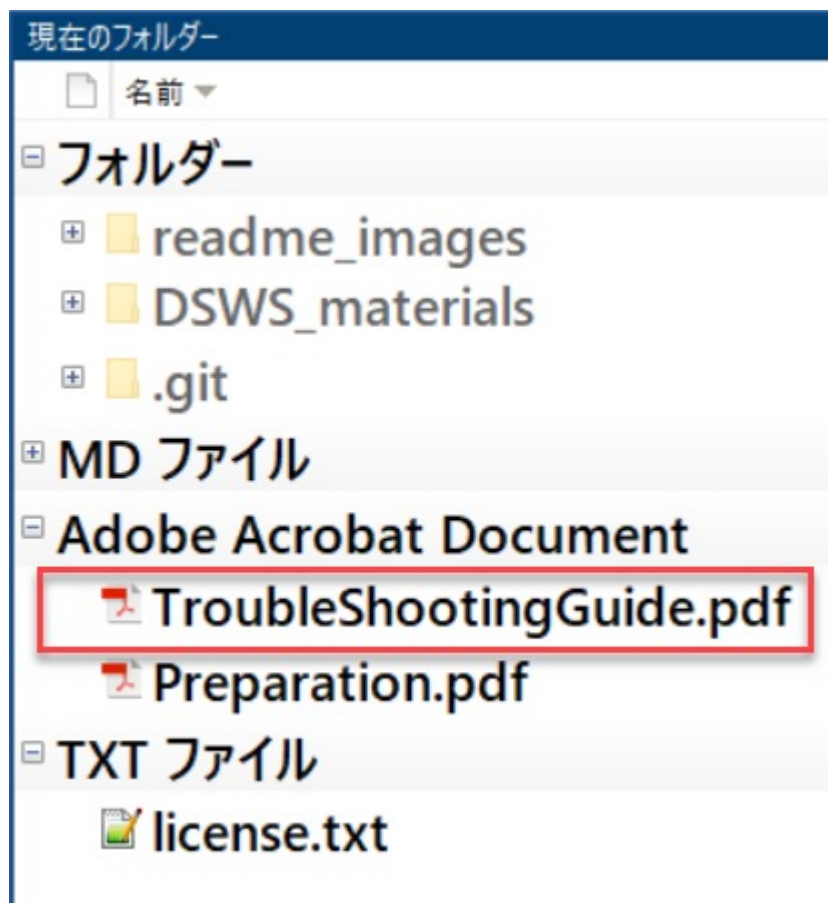 現在のフォルダー
名前
フォルダー
readme_images
DSWS_materials
.git
MD ファイル
Adobe Acrobat Document
TroubleShootingGuide.pdf
Preparation.pdf
TXT ファイル
license.txt